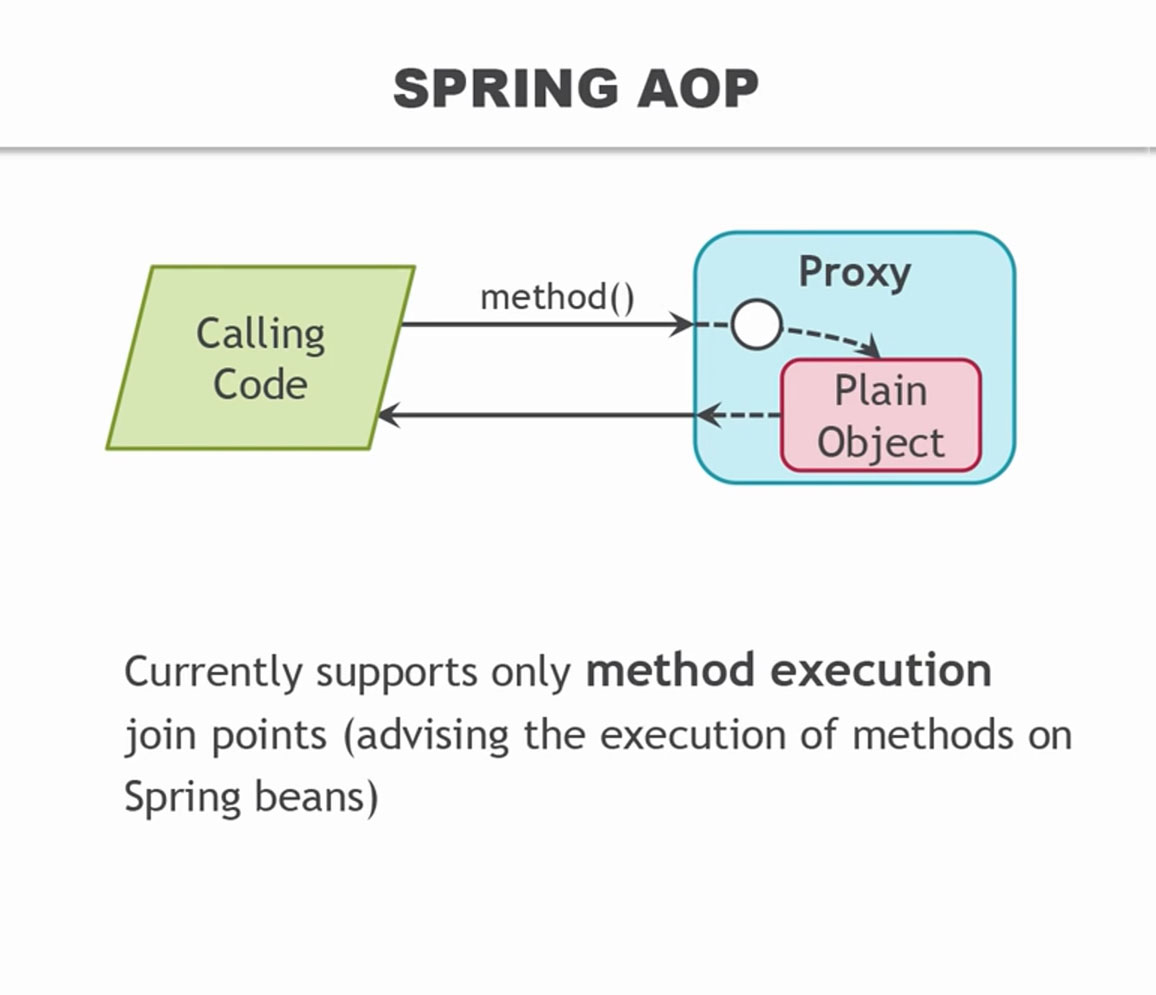 SPRING AOP
Calling
Code
method()
Proxy
Plain
Object
Currently supports only method execution
join points (advising the execution of methods on
Spring beans)